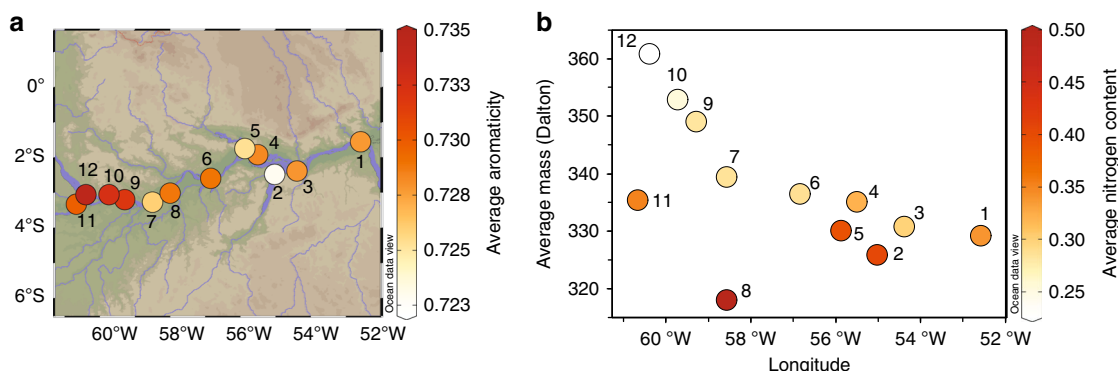 a
0°
2°S
4°S
6°S
60°W
58°W
56°W
54°W
52°W
1
2
3
4
5
6
7
8
9
10
11
12
Ocean data view
0.735
0.733
0.730
0.728
0.725
0.723
Average aromaticity
b
Average mass (Dalton)
360
350
340
330
320
12
10
9
7
11
6
4
5
3
2
1
8
60 °W
58 °W
56 °W
54 °W
52 °W
Longitude
Ocean data view
0.50
0.45
0.40
0.35
0.30
0.25
Average nitrogen content